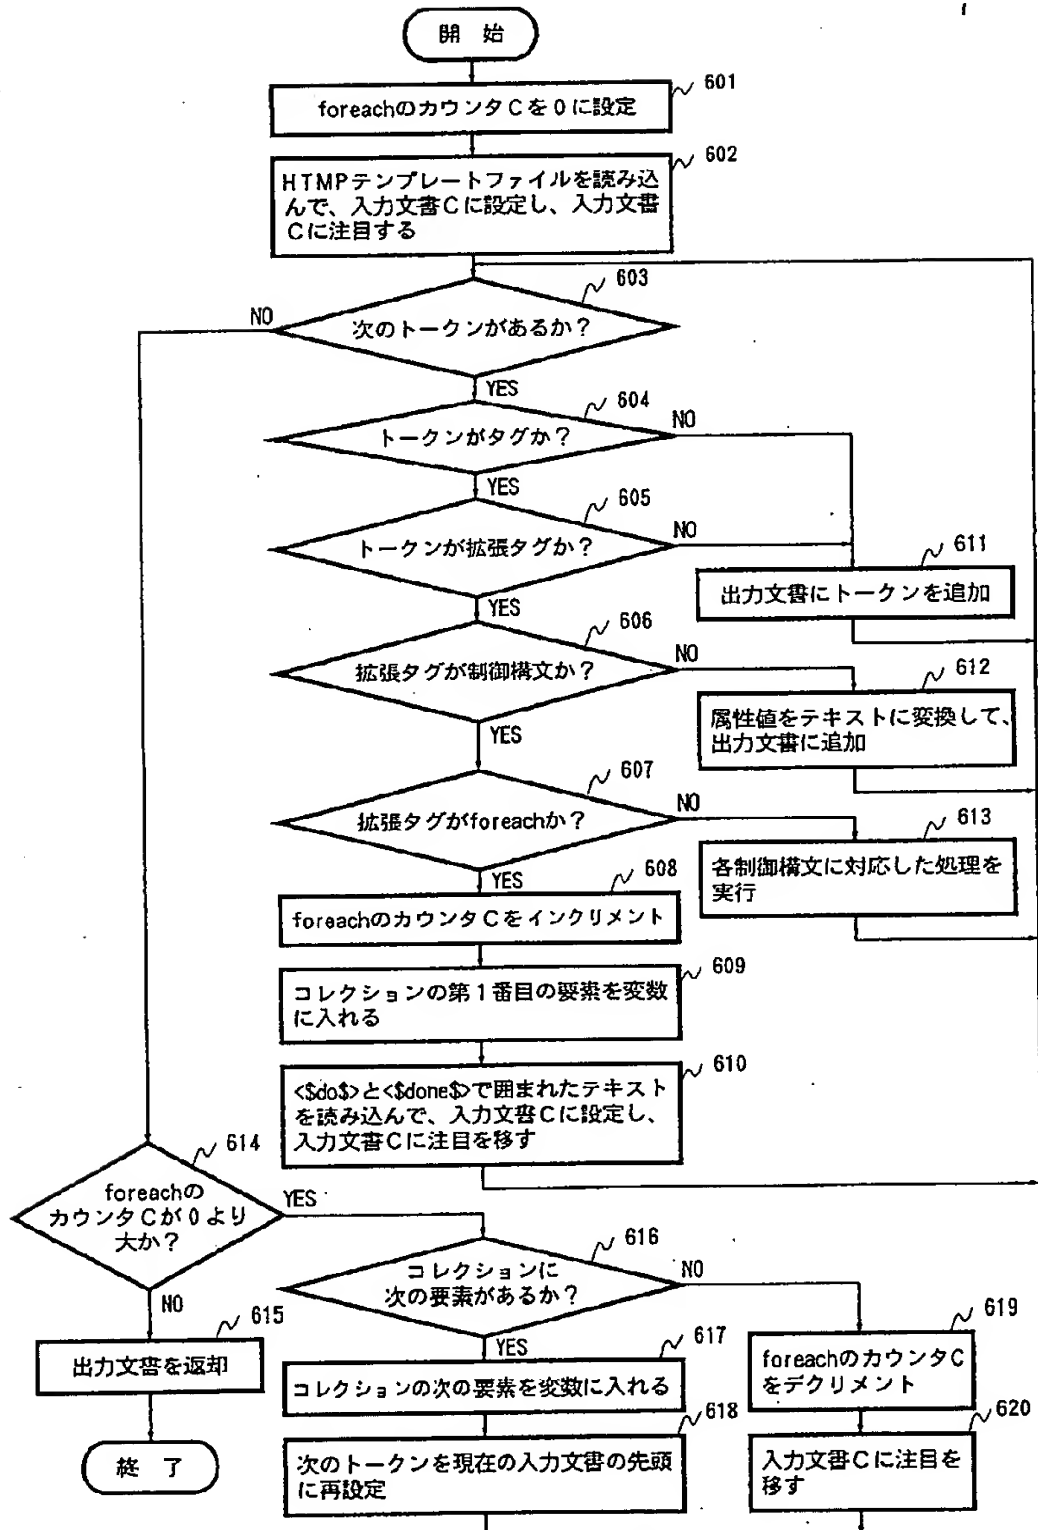 開 始
601
foreachのカウンタCを0に設定
602
HTMPテンプレートファイルを読み込
んで、入力文書Cに設定し、入力文書
Cに注目する
603
次のトークンがあるか？
NO
YES
604
トークンがタグか？
NO
YES
605
トークンが拡張タグか？
NO
YES
611
出力文書にトークンを追加
606
拡張タグが制御構文か？
NO
YES
612
属性値をテキストに変換して、
出力文書に追加
607
拡張タグがforeachか？
NO
YES
613
各制御構文に対応した処理を
実行
608
foreachのカウンタCをインクリメント
609
コレクションの第1番目の要素を変数
に入れる
610
<$do$>と<$done$>で囲まれたテキスト
を読み込んで、入力文書Cに設定し、
入力文書Cに注目を移す
614
foreachの
カウンタCが0より
大か？
YES
NO
616
コレクションに
次の要素があるか？
NO
YES
615
出力文書を返却
617
コレクションの次の要素を変数に入れる
619
foreachのカウンタC
をデクリメント
618
次のトークンを現在の入力文書の先頭
に再設定
620
入力文書Cに注目を
移す
終 了